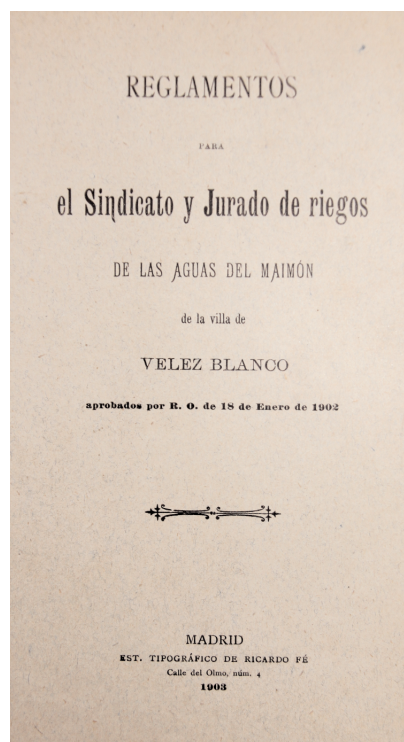 REGLAMENTOS
PARA
el Sindicato y Jurado de riegos
DE LAS AGUAS DEL MAIMÓN
de la villa de
VELEZ BLANCO
aprobados por R. O. de 18 de Enero de 1902
MADRID
EST. TIPOGRÁFICO DE RICARDO FÉ
Calle del Olmo, núm. 4
1903